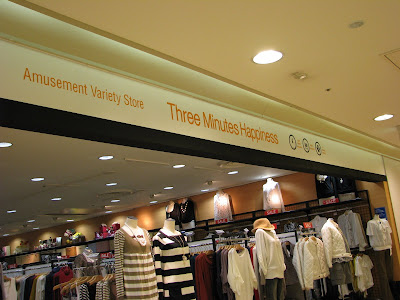 Amusement Variety Store
Three Minutes Happiness